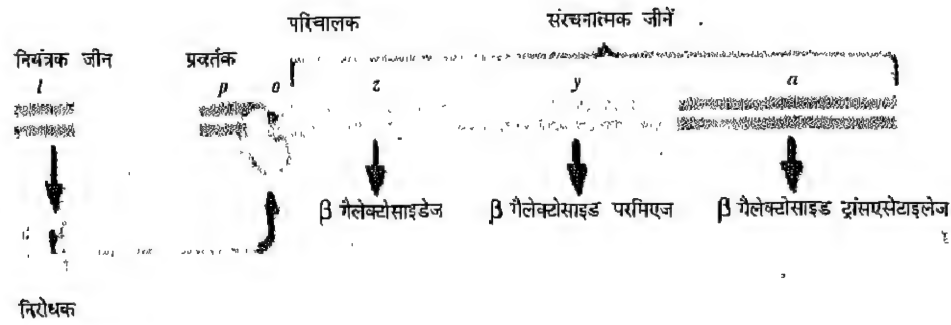 परिचालक संरचनात्मक जीनें
नियंत्रक जीन प्रवर्तक
i p o z y a
β गैलेक्टोसाइडेज β गैलेक्टोसाइड परमिएज β गैलेक्टोसाइड ट्रांसएसेटाइलेज
निरोधक